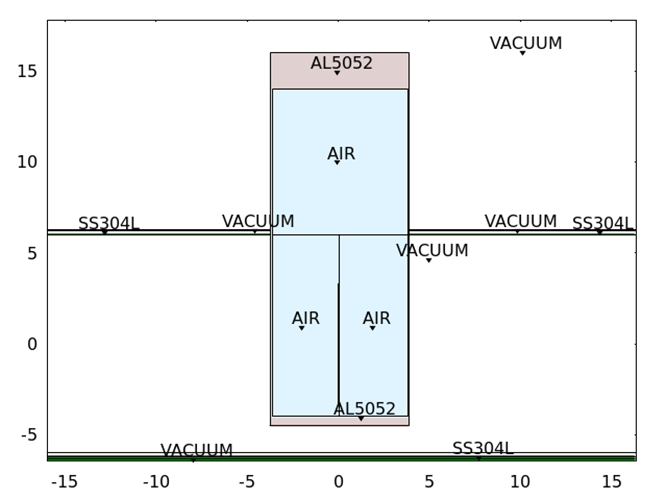 VACUUM
15
AL5052
AIR
10
SS304L VACUUM VACUUM SS304L
5
VACUUM
AIR AIR
0
AL5052
-5
VACUUM SS304L
-15 -10 -5 0 5 10 15